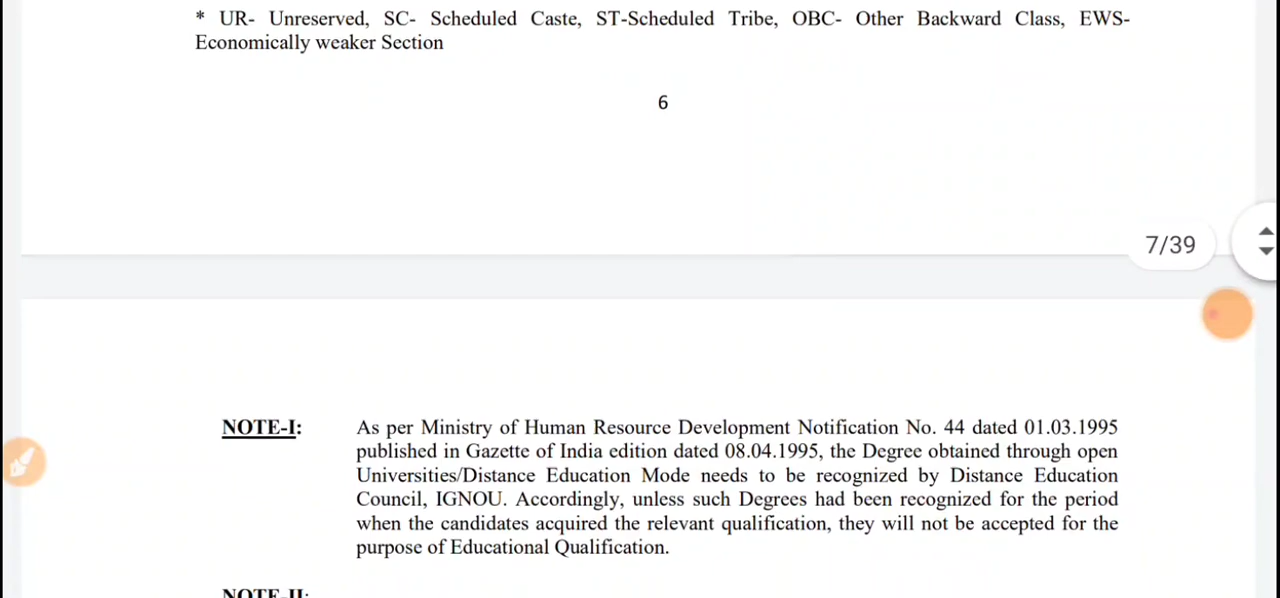 * UR- Unreserved, SC- Scheduled Caste, ST-Scheduled Tribe, OBC- Other Backward Class, EWS-
Economically weaker Section
6
7/39
NOTE-I: As per Ministry of Human Resource Development Notification No. 44 dated 01.03.1995
published in Gazette of India edition dated 08.04.1995, the Degree obtained through open
Universities/Distance Education Mode needs to be recognized by Distance Education
Council, IGNOU. Accordingly, unless such Degrees had been recognized for the period
when the candidates acquired the relevant qualification, they will not be accepted for the
purpose of Educational Qualification.
NOTE-II: